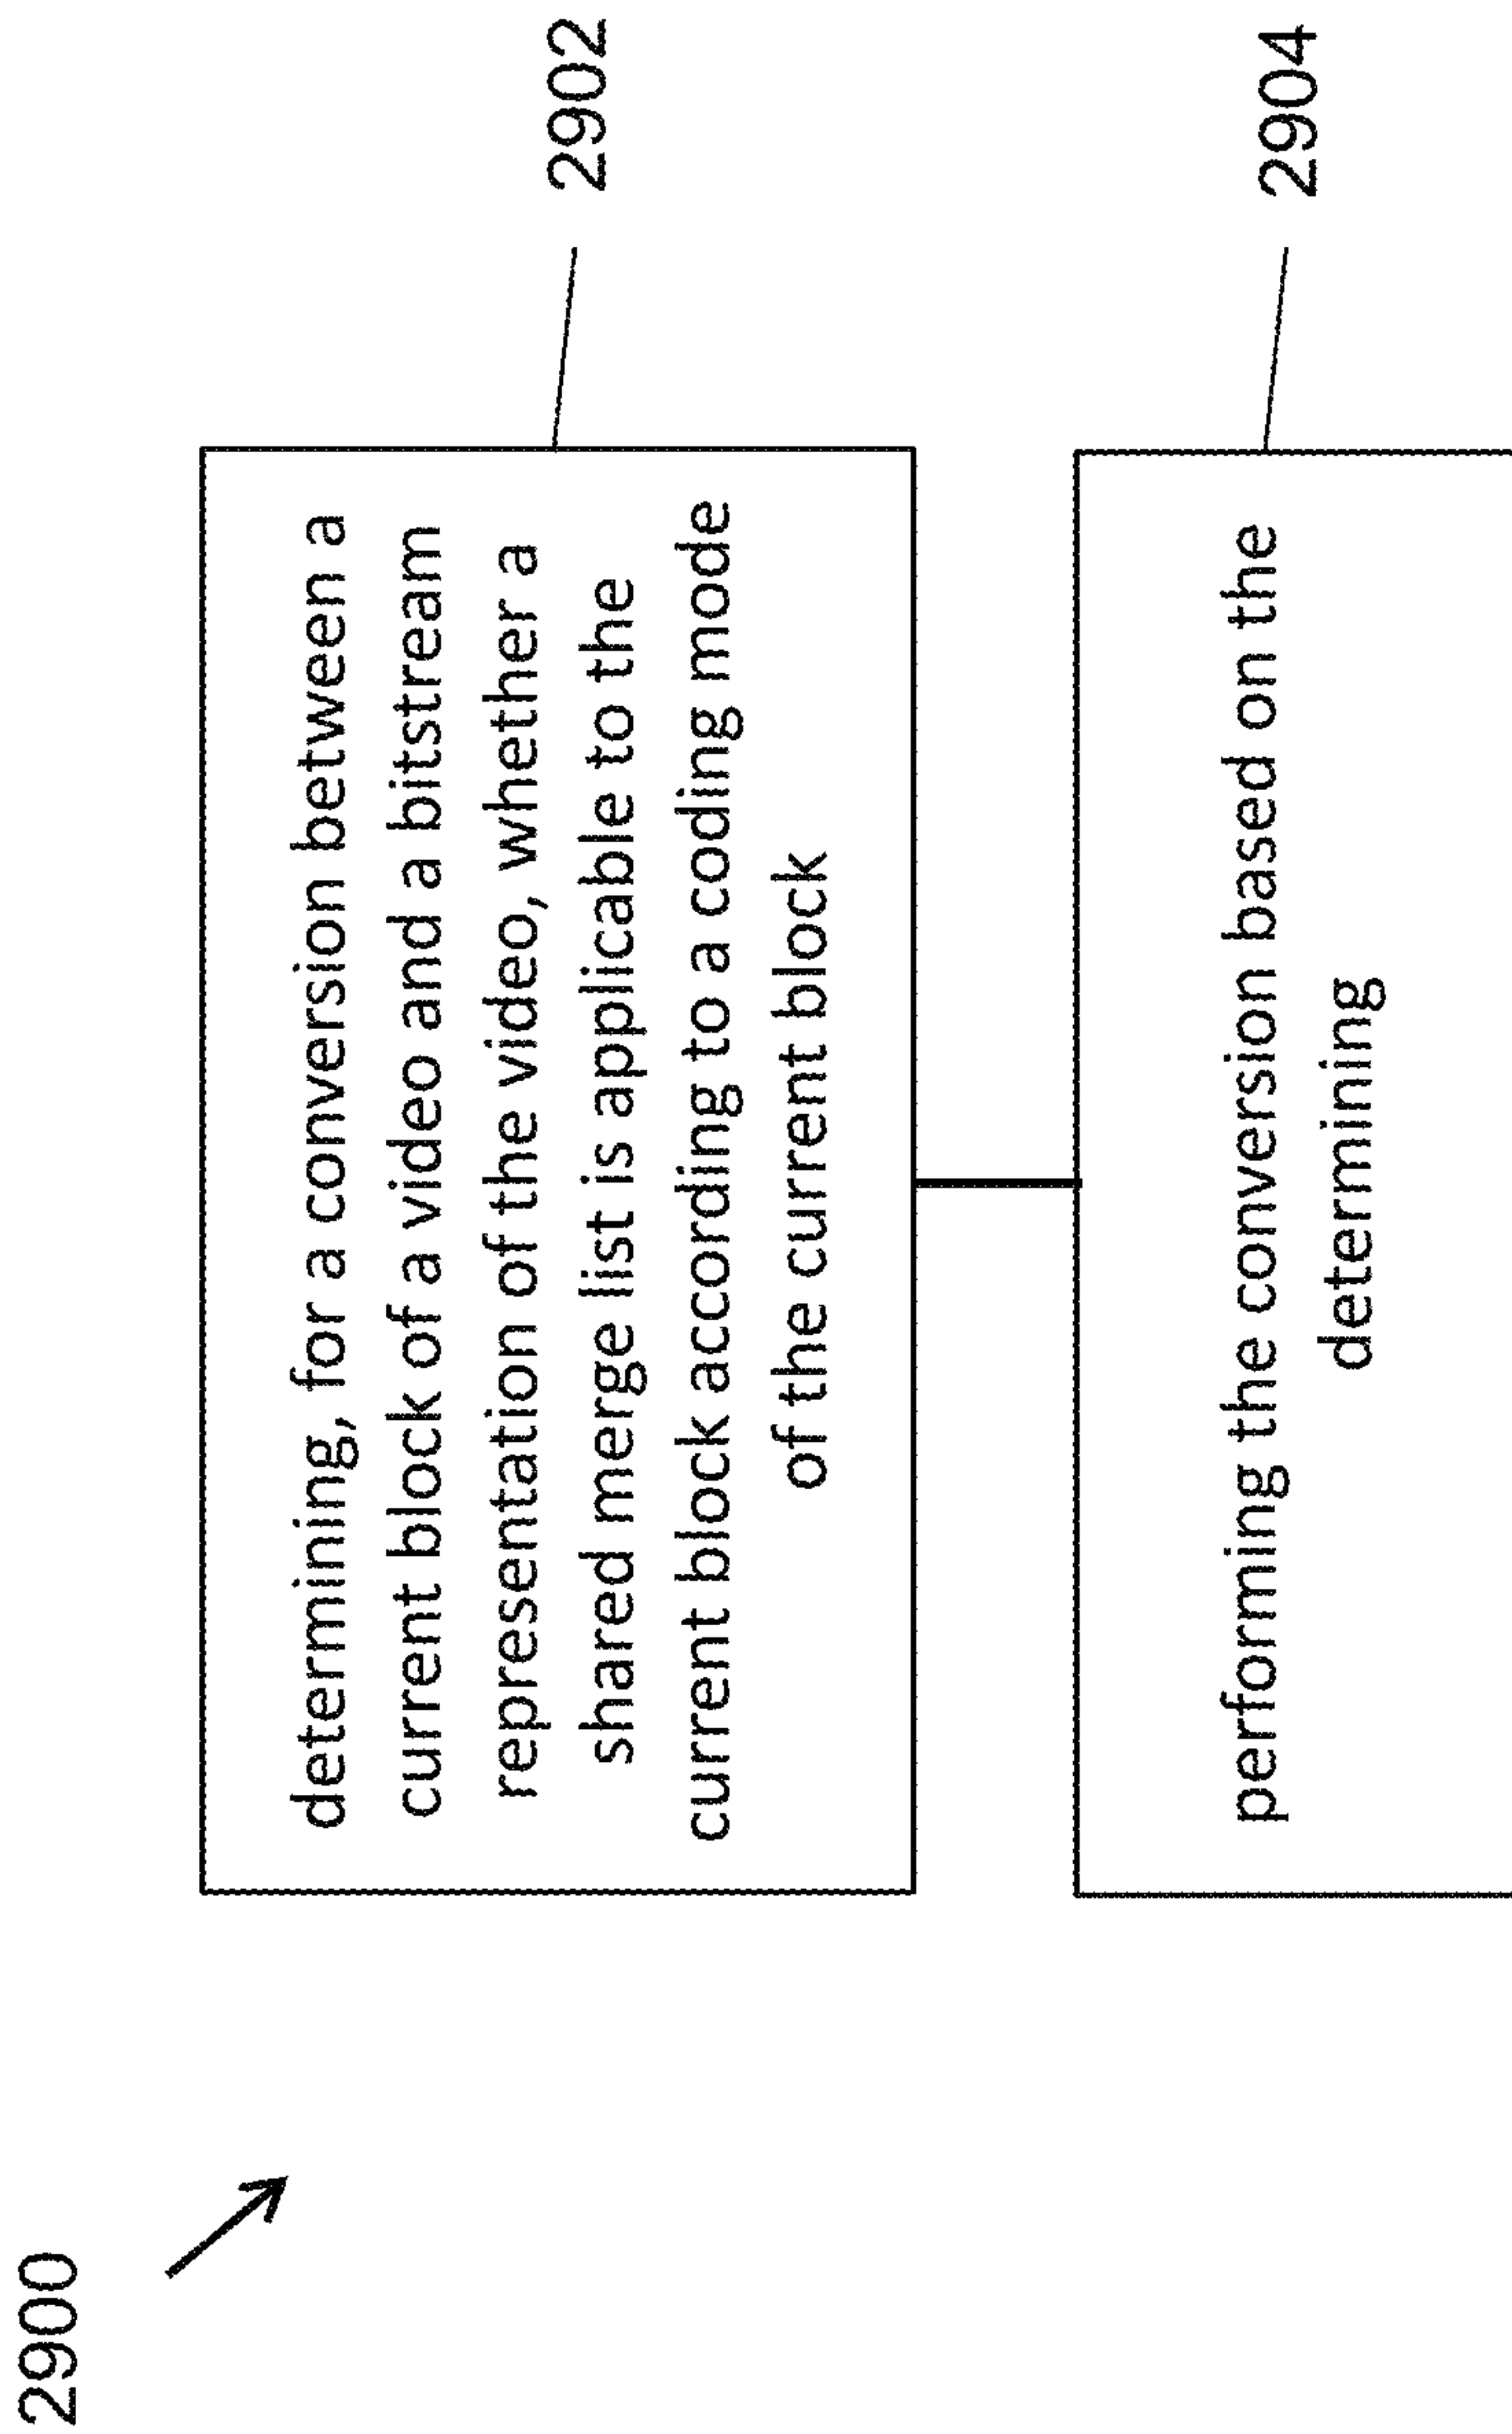 2900
determining, for a conversion between a
current block of a video and a bitstream
representation of the video, whether a
shared merge list is applicable to the
current block according to a coding mode
of the current block
2902
performing the conversion based on the
determining
2904